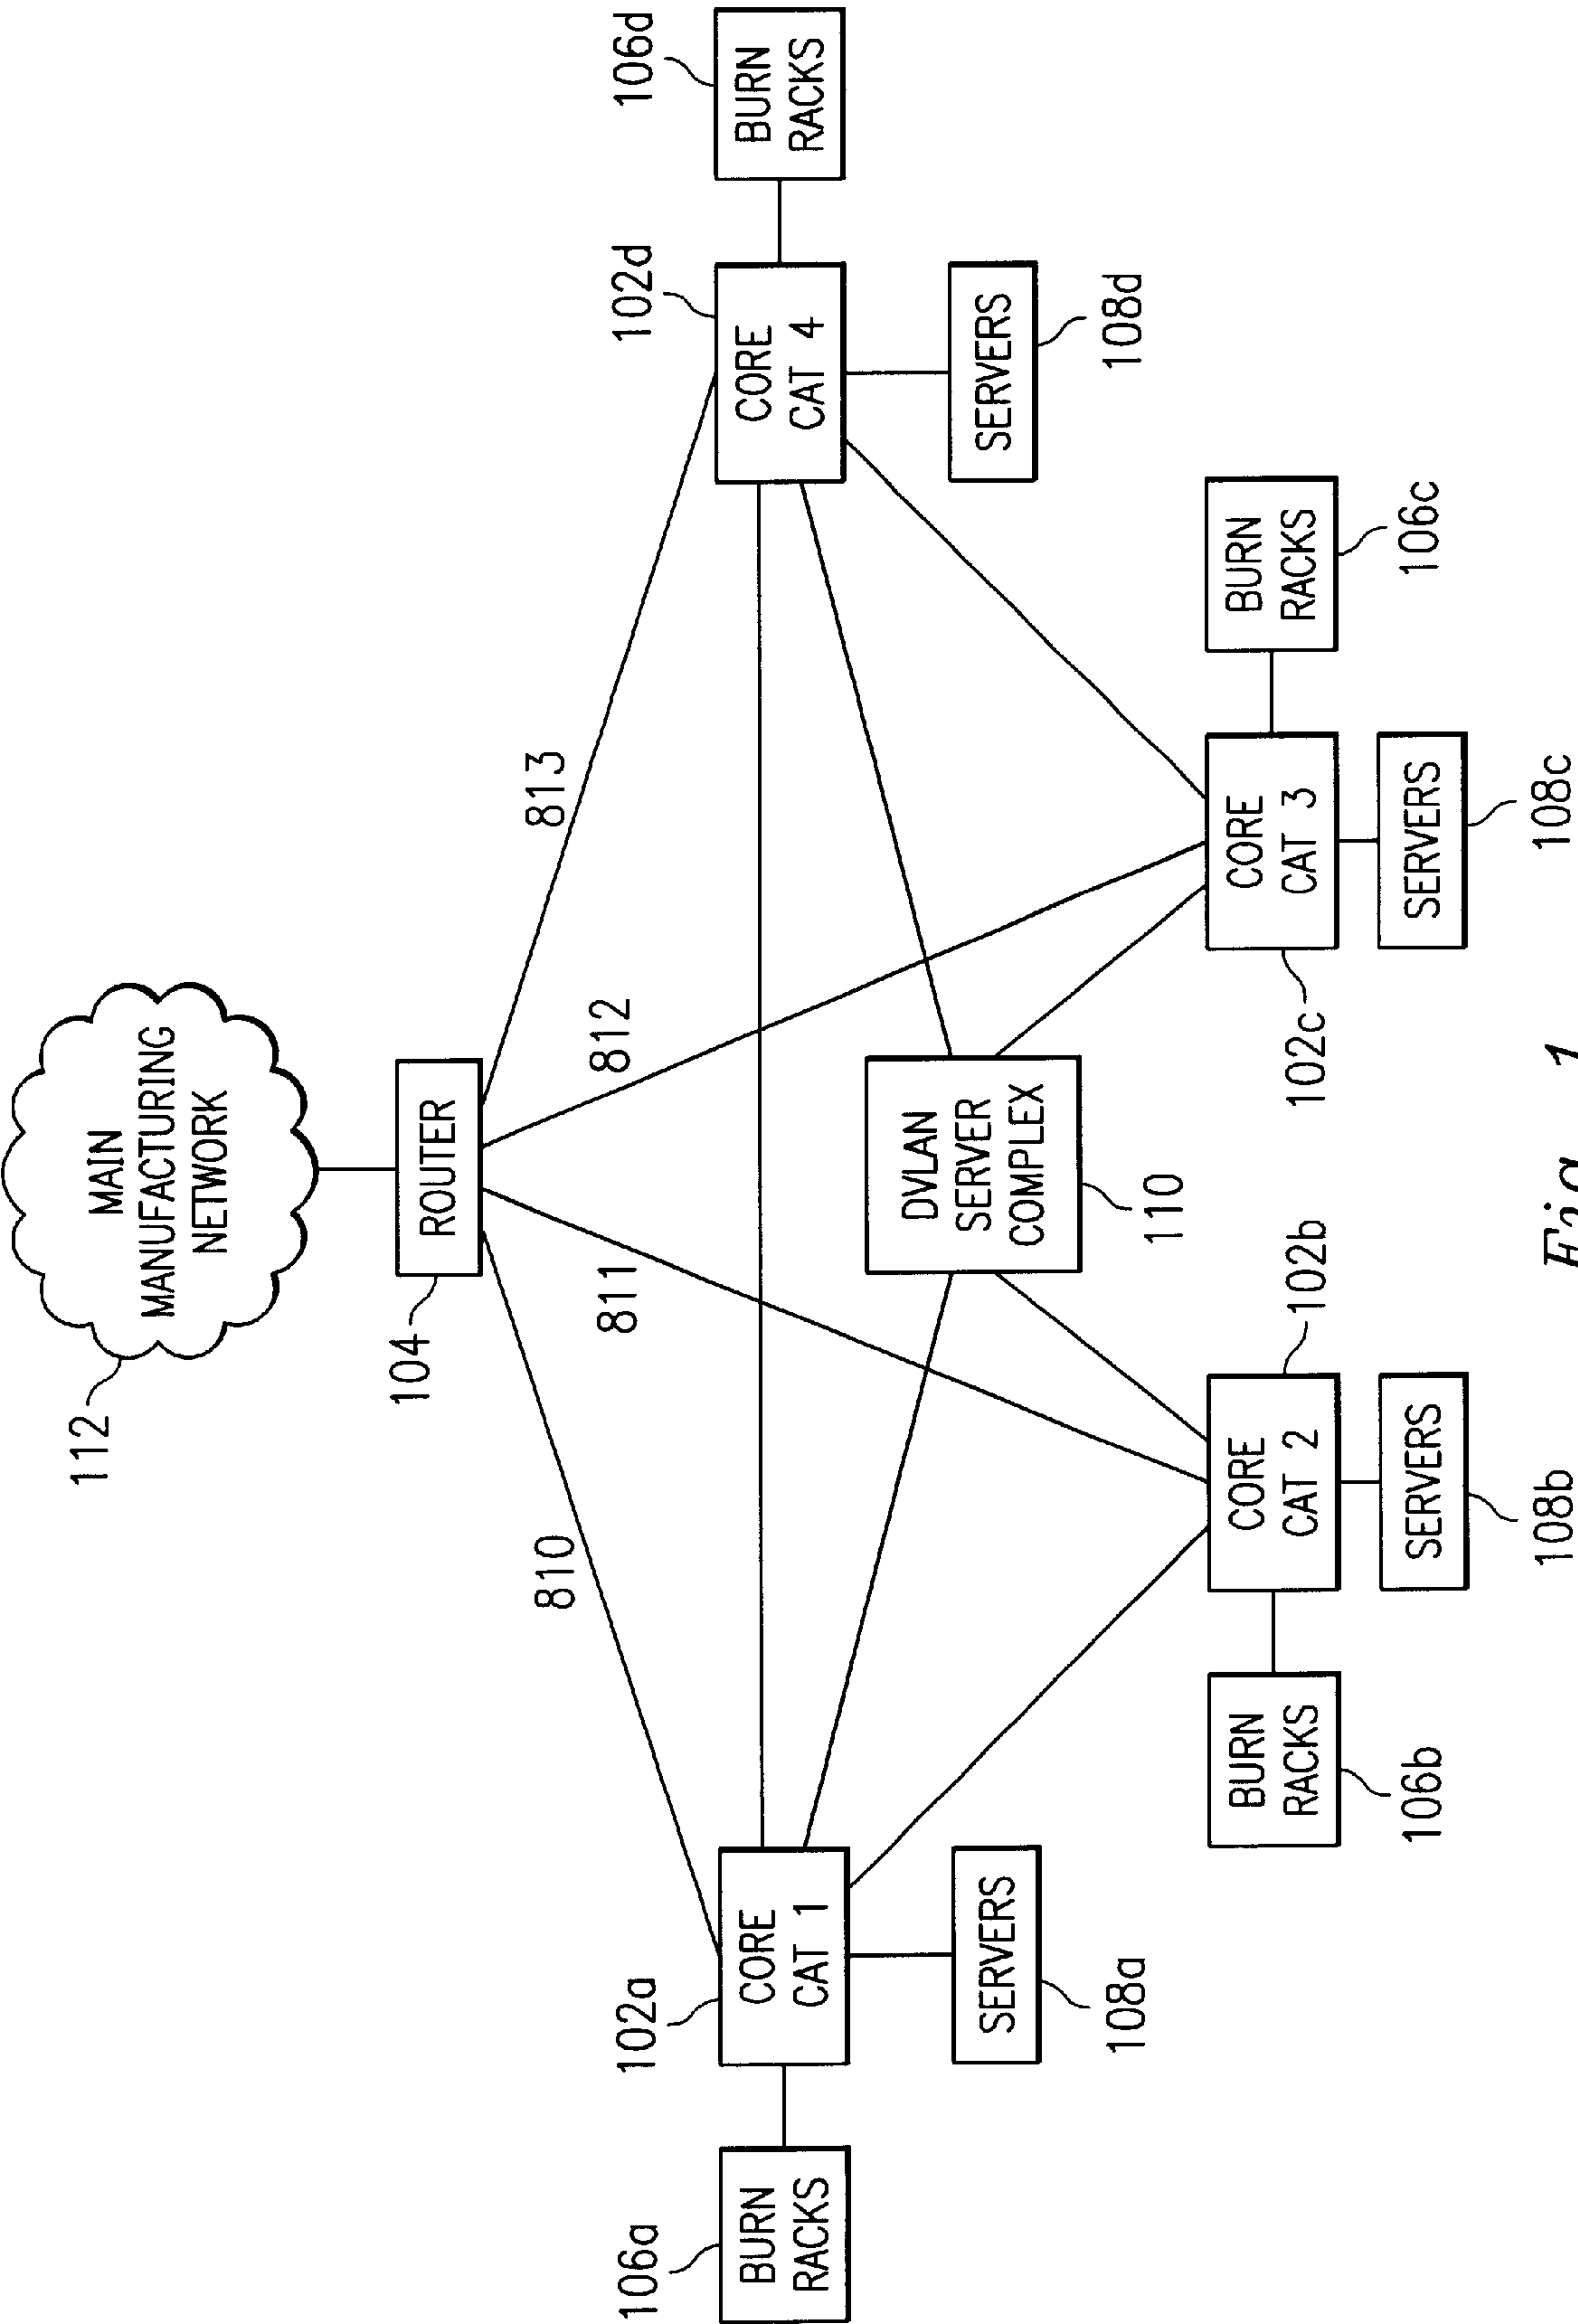 112
MAIN
MANUFACTURING
NETWORK
104
ROUTER
810
811
812
813
106a
BURN
RACKS
102a
CORE
CAT 1
102d
CORE
CAT 4
106d
BURN
RACKS
DVLAN
SERVER
COMPLEX
110
SERVERS
108a
SERVERS
108d
BURN
RACKS
106b
CORE
CAT 2
102b
102c
CORE
CAT 3
BURN
RACKS
106c
SERVERS
108b
SERVERS
108c
Fig. 1